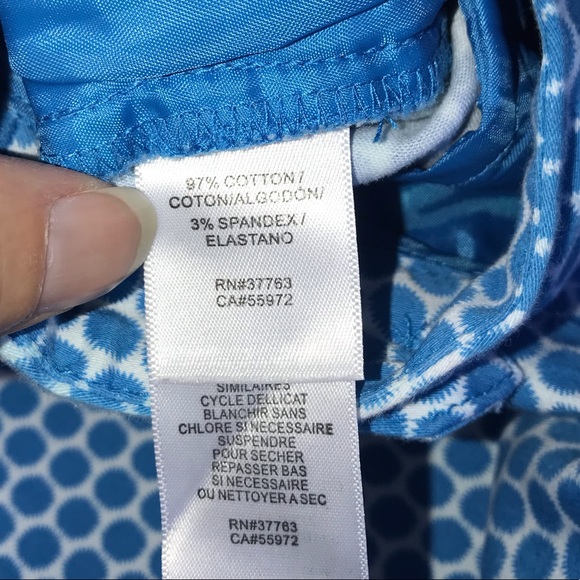 97% COTTON/
COTON/ALGODÓN/
3% SPANDEX/
ELASTANO
RN#37763
CA#55972
SIMILAIRES
CYCLE DELLICAT
BLANCHIR SANS
CHLORE SI NECESSAIRE
SUSPENDRE
POUR SECHER
REPASSER BAS
SI NECESSAIRE
OU NETTOYER A SEC
RN#37763
CA#55972